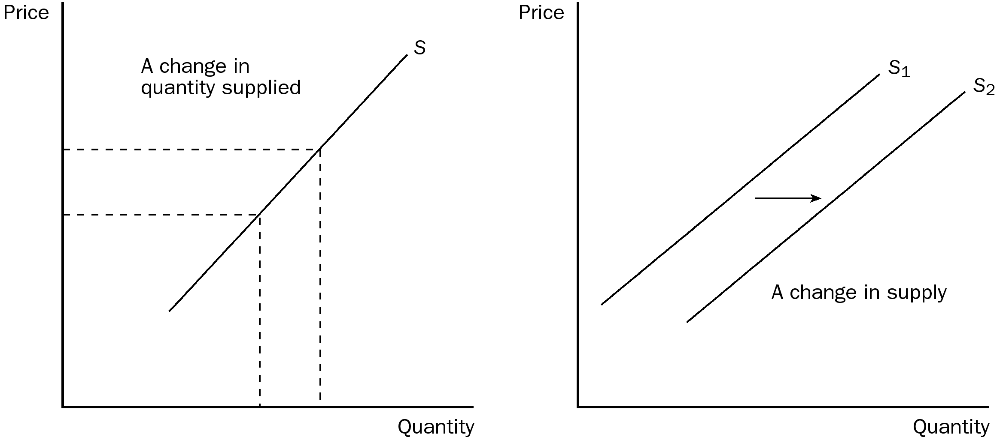 Price
S
A change in
quantity supplied
Quantity
Price
S1
S2
A change in supply
Quantity